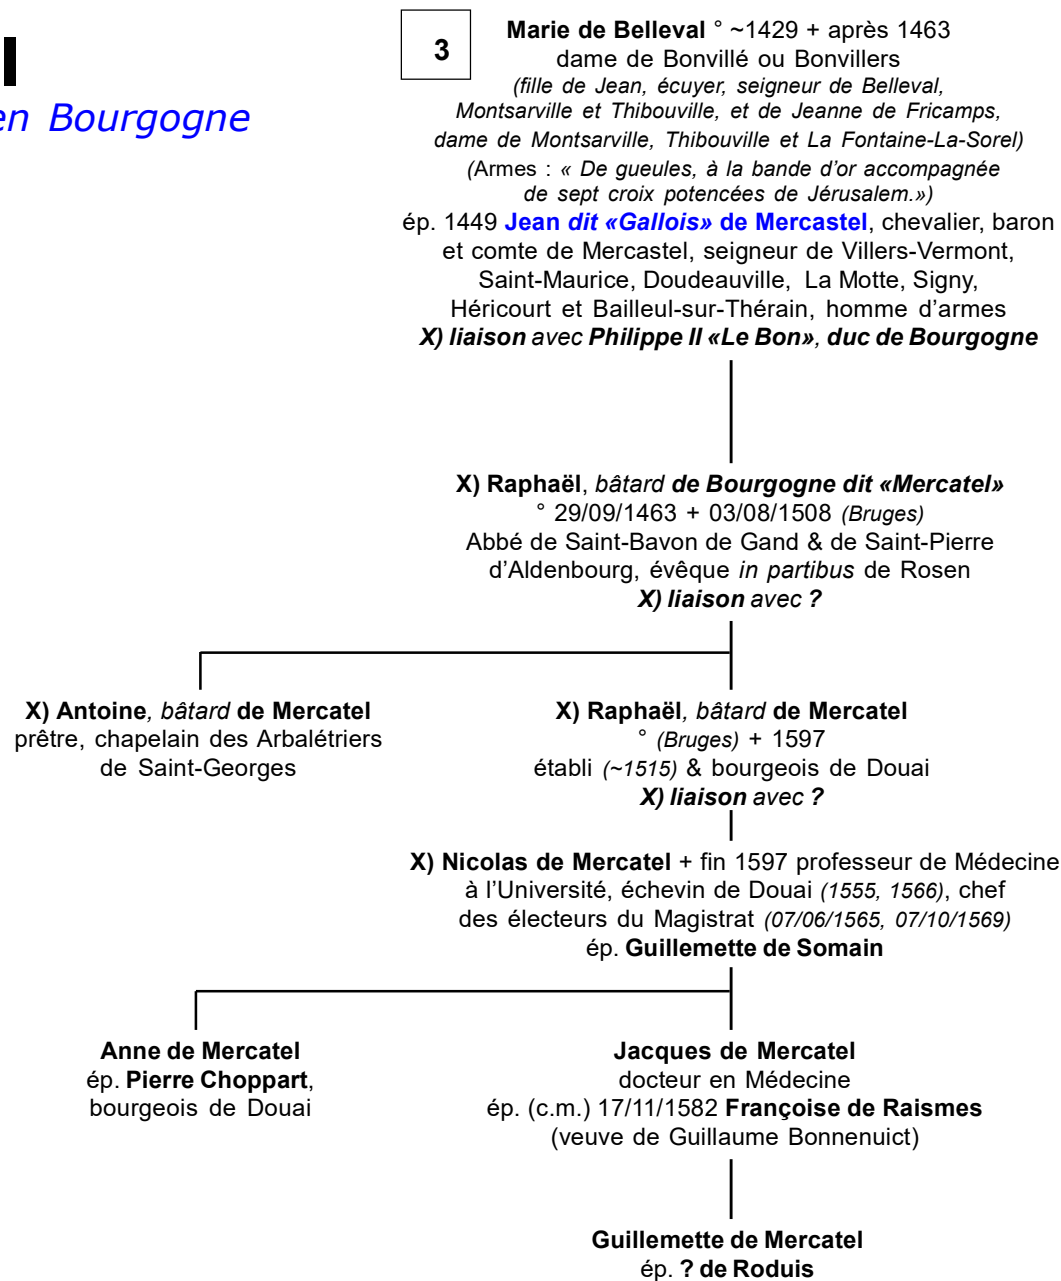 l
en Bourgogne
3
Marie de Belleval ° ~1429 + après 1463
dame de Bonvillé ou Bonvillers
(fille de Jean, écuyer, seigneur de Belleval,
Montsarville et Thibouville, et de Jeanne de Fricamps,
dame de Montsarville, Thibouville et La Fontaine-La-Sorel)
(Armes : « De gueules, à la bande d’or accompagnée
de sept croix potencées de Jérusalem.»)
ép. 1449 Jean dit «Gallois» de Mercastel, chevalier, baron
et comte de Mercastel, seigneur de Villers-Vermont,
Saint-Maurice, Doudeauville, La Motte, Signy,
Héricourt et Bailleul-sur-Thérain, homme d’armes
X) liaison avec Philippe II «Le Bon», duc de Bourgogne
X) Raphaël, bâtard de Bourgogne dit «Mercatel»
° 29/09/1463 + 03/08/1508 (Bruges)
Abbé de Saint-Bavon de Gand & de Saint-Pierre
d’Aldenbourg, évêque in partibus de Rosen
X) liaison avec ?
X) Antoine, bâtard de Mercatel
prêtre, chapelain des Arbalétriers
de Saint-Georges
X) Raphaël, bâtard de Mercatel
° (Bruges) + 1597
établi (~1515) & bourgeois de Douai
X) liaison avec ?
X) Nicolas de Mercatel + fin 1597 professeur de Médecine
à l’Université, échevin de Douai (1555, 1566), chef
des électeurs du Magistrat (07/06/1565, 07/10/1569)
ép. Guillemette de Somain
Anne de Mercatel
ép. Pierre Choppart,
bourgeois de Douai
Jacques de Mercatel
docteur en Médecine
ép. (c.m.) 17/11/1582 Françoise de Raismes
(veuve de Guillaume Bonnenuict)
Guillemette de Mercatel
ép. ? de Roduis